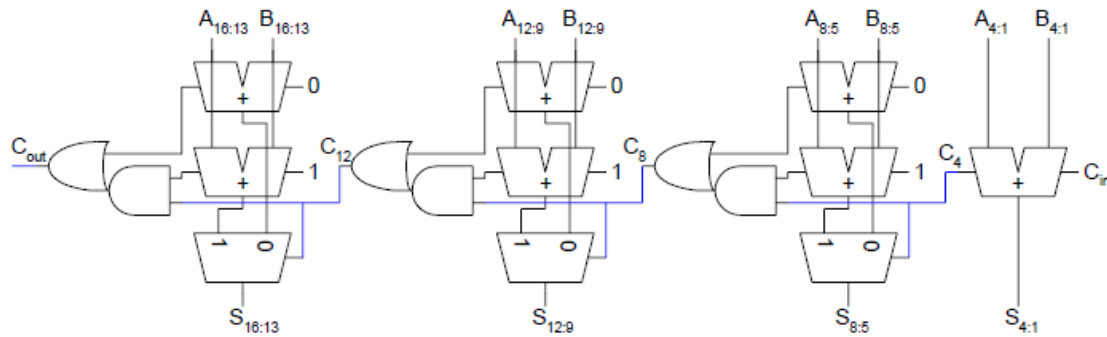 A16:13 B16:13 A12:9 B12:9 A8:5 B8:5 A4:1 B4:1
0 0 0
+ + +
Cout C12 C8 C4
1 1 1 Cin
+ + + +
1 0 1 0 1 0
S16:13 S12:9 S8:5 S4:1